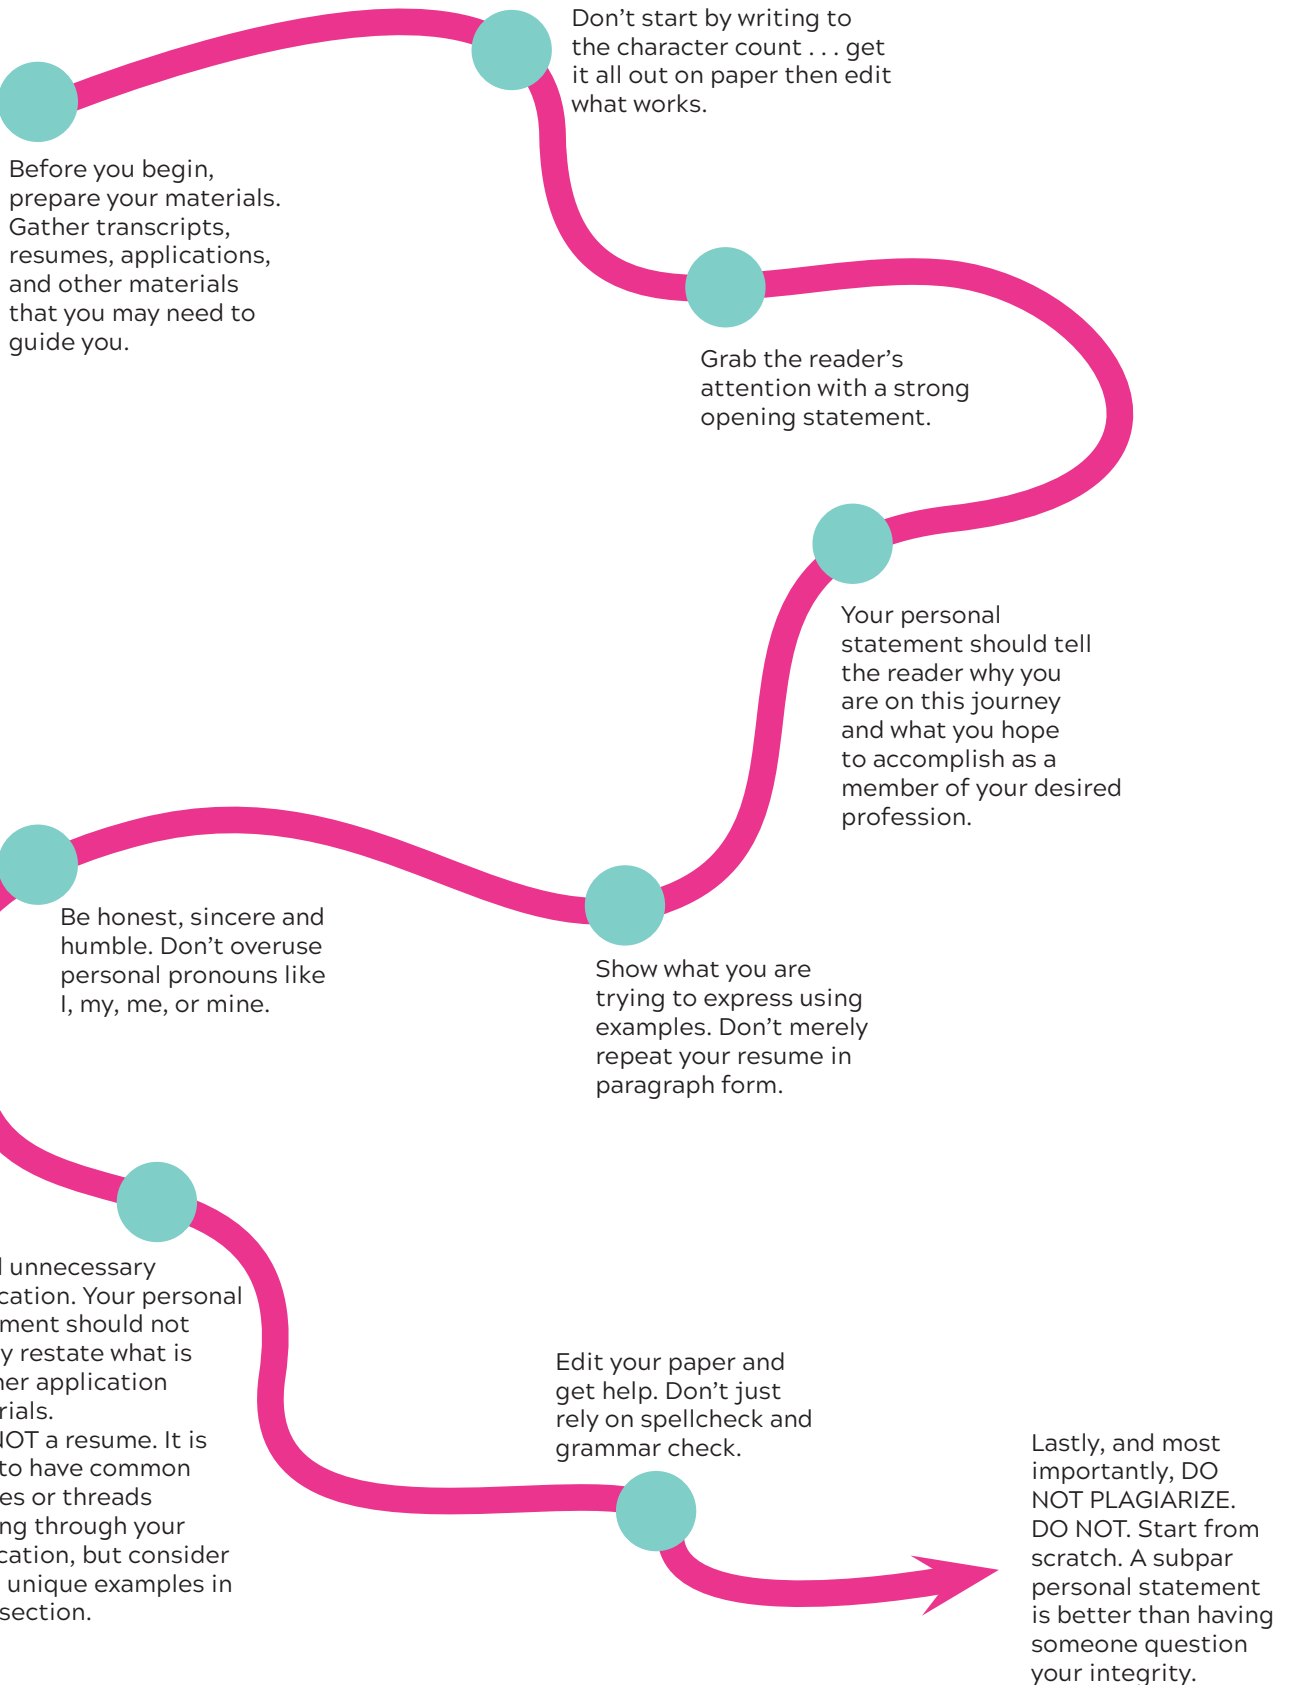 Before you begin,
prepare your materials.
Gather transcripts,
resumes, applications,
and other materials
that you may need to
guide you.
Don't start by writing to
the character count . . . get
it all out on paper then edit
what works.
Grab the reader's
attention with a strong
opening statement.
Your personal
statement should tell
the reader why you
are on this journey
and what you hope
to accomplish as a
member of your desired
profession.
Show what you are
trying to express using
examples. Don't merely
repeat your resume in
paragraph form.
Be honest, sincere and
humble. Don't overuse
personal pronouns like
I, my, me, or mine.
unnecessary
Your personal
should not
restate what is
application
NOT a resume. It is
to have common
or threads
through your
but consider
unique examples in
section.
Edit your paper and
get help. Don't just
rely on spellcheck and
grammar check.
Lastly, and most
importantly, DO
NOT PLAGIARIZE.
DO NOT. Start from
scratch. A subpar
personal statement
is better than having
someone question
your integrity.